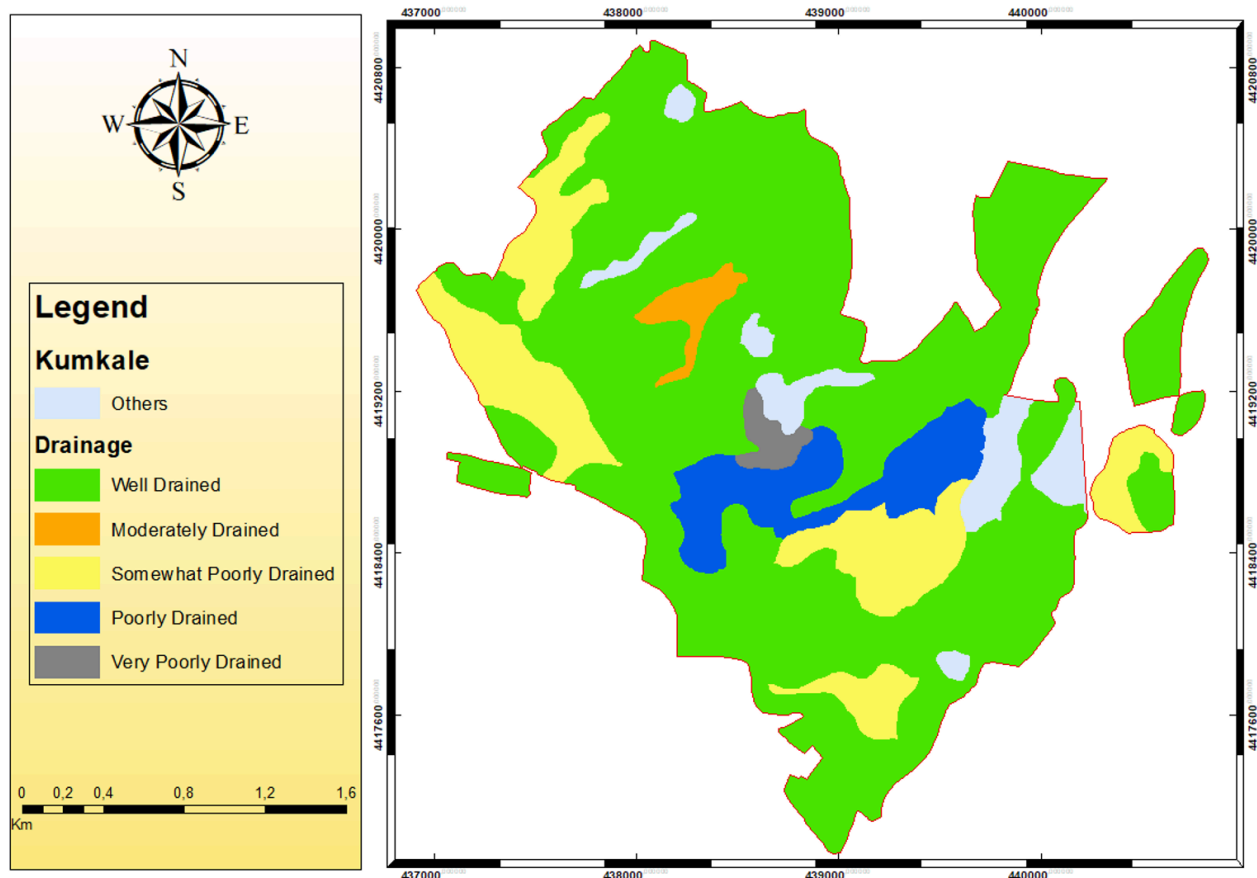 N
W E
S
Legend
Kumkale
Others
Drainage
Well Drained
Moderately Drained
Somewhat Poorly Drained
Poorly Drained
Very Poorly Drained
0 0,2 0,4 0,8 1,2 1,6
Km
437000 438000 439000 440000
4420800 4420800
4420000 4420000
4419200 4419200
4418400 4418400
4417600 4417600
437000 438000 439000 440000